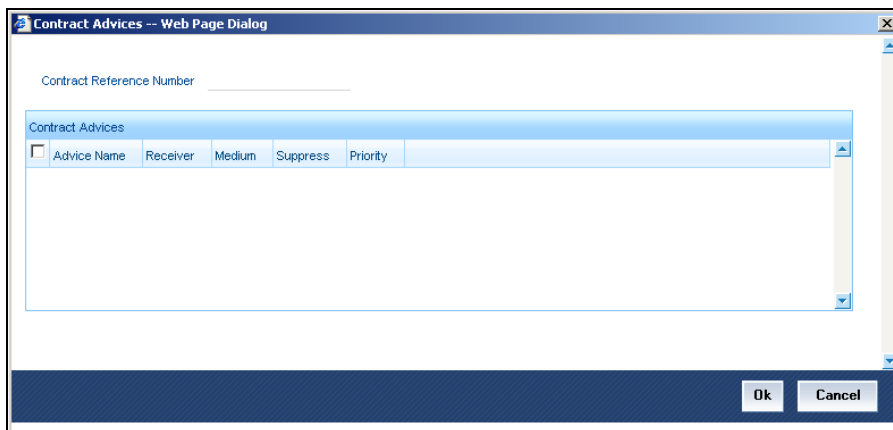 Contract Advices -- Web Page Dialog
Contract Reference Number
Contract Advices
Advice Name Receiver Medium Suppress Priority
Ok Cancel